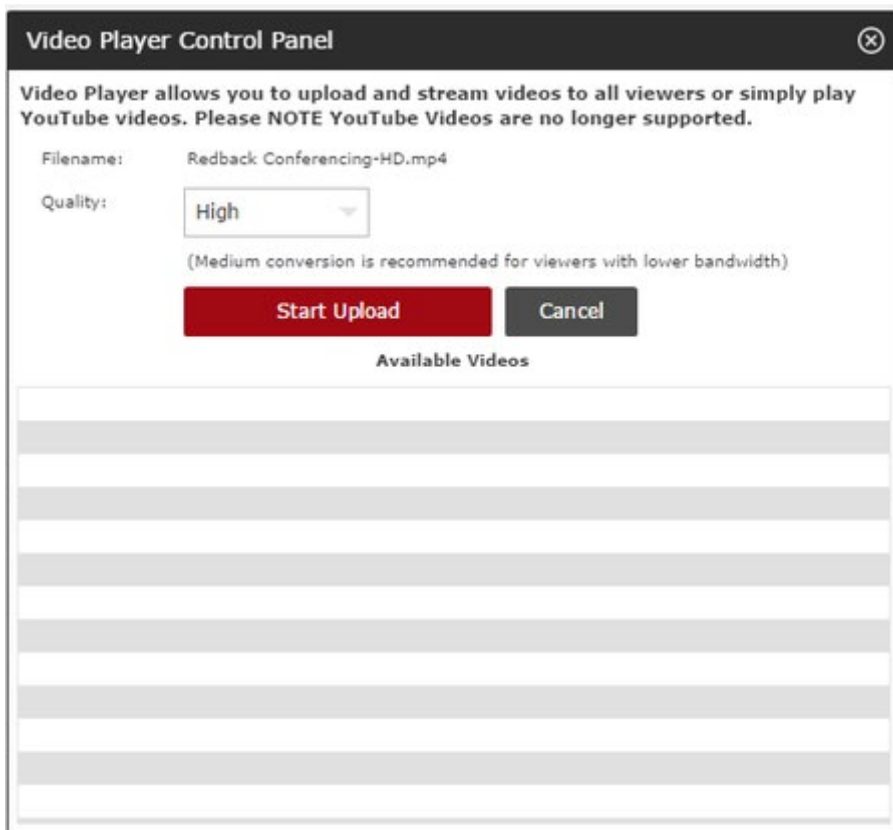 Video Player Control Panel
Video Player allows you to upload and stream videos to all viewers or simply play
YouTube videos. Please NOTE YouTube Videos are no longer supported.
Filename: Redback Conferencing-HD.mp4
Quality: High
(Medium conversion is recommended for viewers with lower bandwidth)
Start Upload Cancel
Available Videos